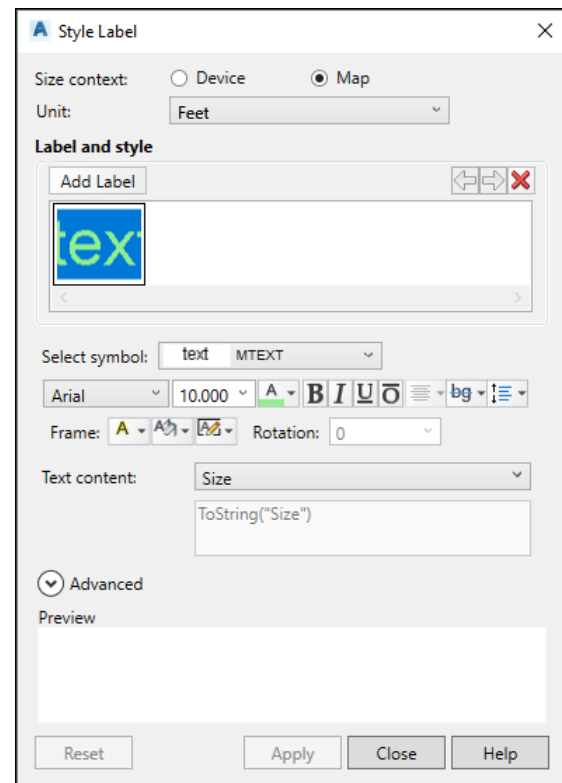 Style Label
Size context: Device Map
Unit: Feet
Label and style
Add Label
text
Select symbol: text MTEXT
Arial 10.000 A B I U O bg
Frame: A A A Rotation: 0
Text content: Size
ToString("Size")
Advanced
Preview
Reset Apply Close Help